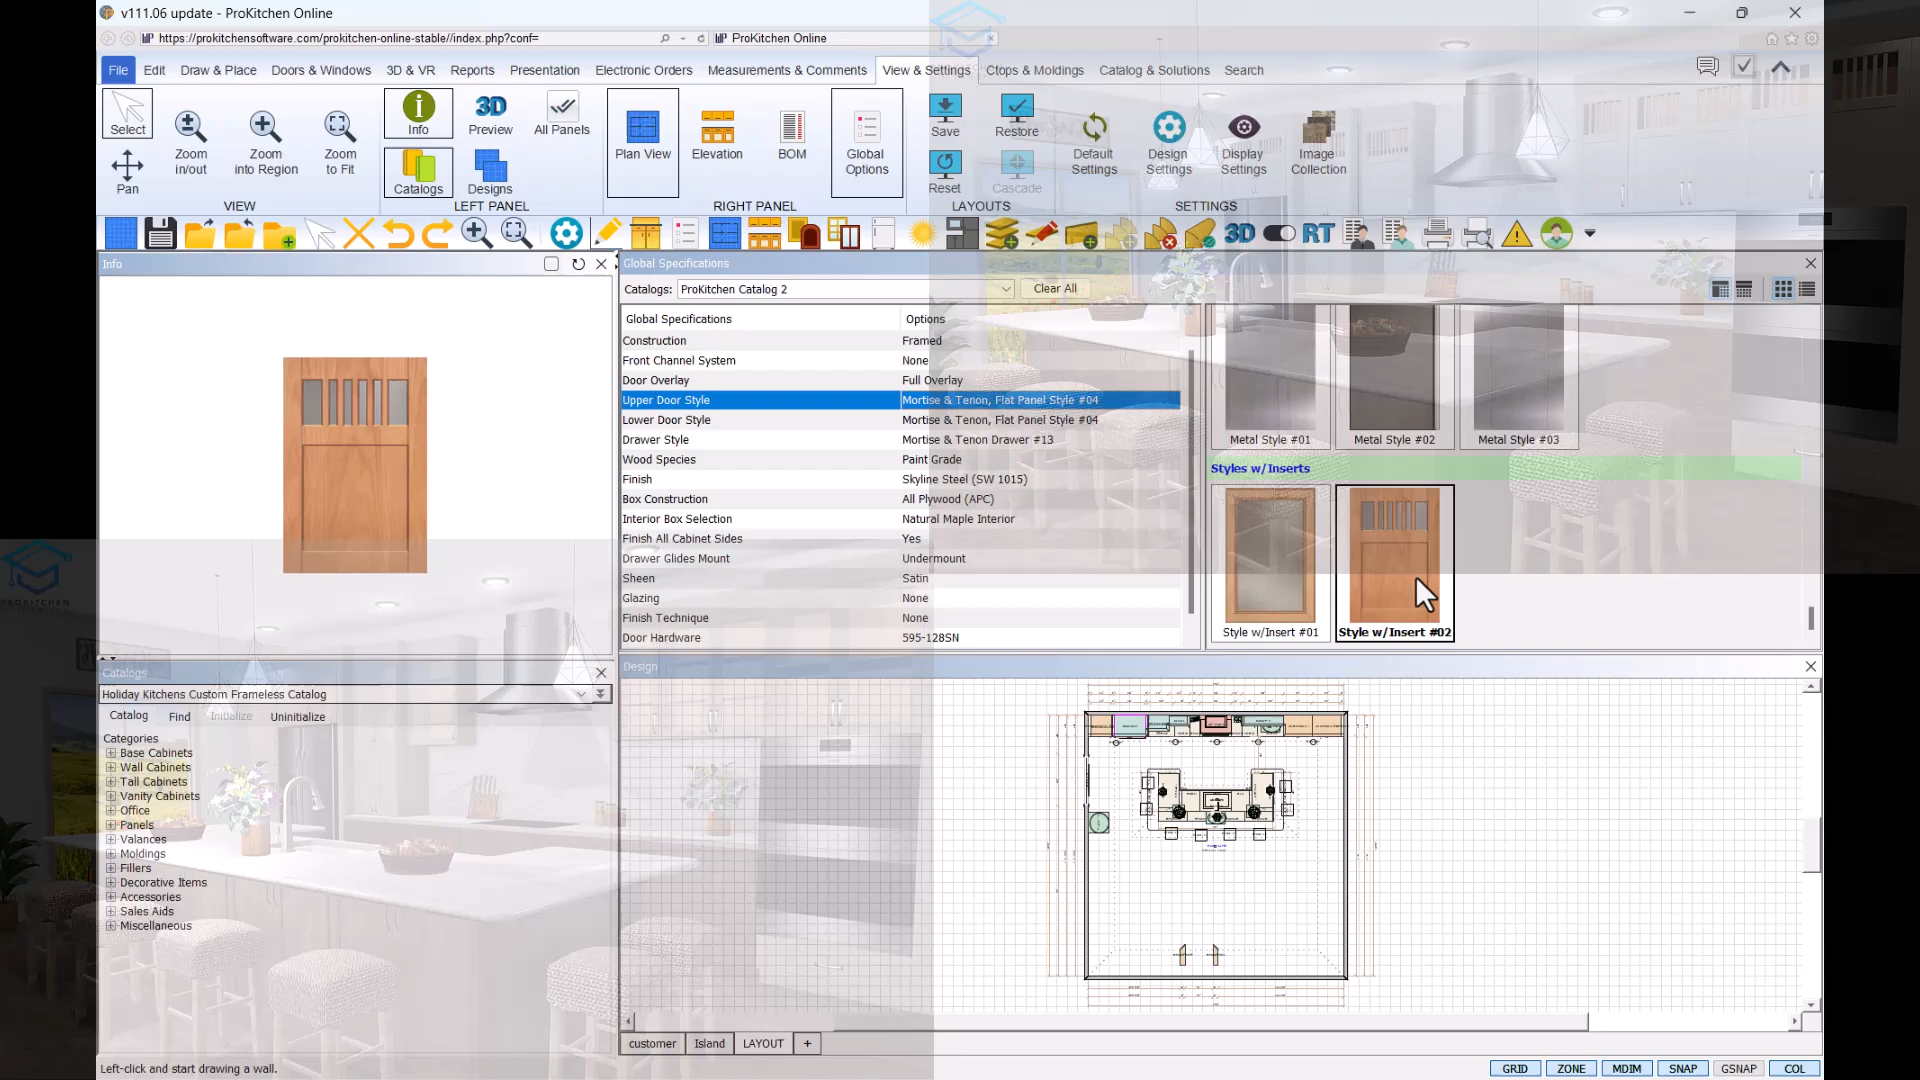 v111.06 update - ProKitchen Online
https://prokitchensoftware.com/prokitchen-online-stable//index.php?conf=
ProKitchen Online
File Edit Draw & Place Doors & Windows 3D & VR Reports Presentation Electronic Orders Measurements & Comments View & Settings Ctops & Moldings Catalog & Solutions Search
Select
Pan
Zoom in/out
Zoom into Region
Zoom to Fit
VIEW
Info
Catalogs
3D
Preview
Designs
All Panels
LEFT PANEL
Plan View
Elevation
BOM
Global Options
RIGHT PANEL
Save
Restore
Reset
Cascade
LAYOUTS
Default Settings
Design Settings
Display Settings
Image Collection
SETTINGS
3D
RT
Info
Global Specifications
Catalogs: ProKitchen Catalog 2 Clear All
Global Specifications Options
Construction Framed
Front Channel System None
Door Overlay Full Overlay
Upper Door Style Mortise & Tenon, Flat Panel Style #04
Lower Door Style Mortise & Tenon, Flat Panel Style #04
Drawer Style Mortise & Tenon Drawer #13
Wood Species Paint Grade
Finish Skyline Steel (SW 1015)
Box Construction All Plywood (APC)
Interior Box Selection Natural Maple Interior
Finish All Cabinet Sides Yes
Drawer Glides Mount Undermount
Sheen Satin
Glazing None
Finish Technique None
Door Hardware 595-128SN
Metal Style #01 Metal Style #02 Metal Style #03
Styles w/Inserts
Style w/Insert #01 Style w/Insert #02
PROKITCHEN
Catalogs
Holiday Kitchens Custom Frameless Catalog
Catalog Find Initialize Uninitialize
Categories
Base Cabinets
Wall Cabinets
Tall Cabinets
Vanity Cabinets
Office
Panels
Valances
Moldings
Fillers
Decorative Items
Accessories
Sales Aids
Miscellaneous
Design
customer Island LAYOUT +
Left-click and start drawing a wall.
GRID ZONE MDIM SNAP GSNAP COL